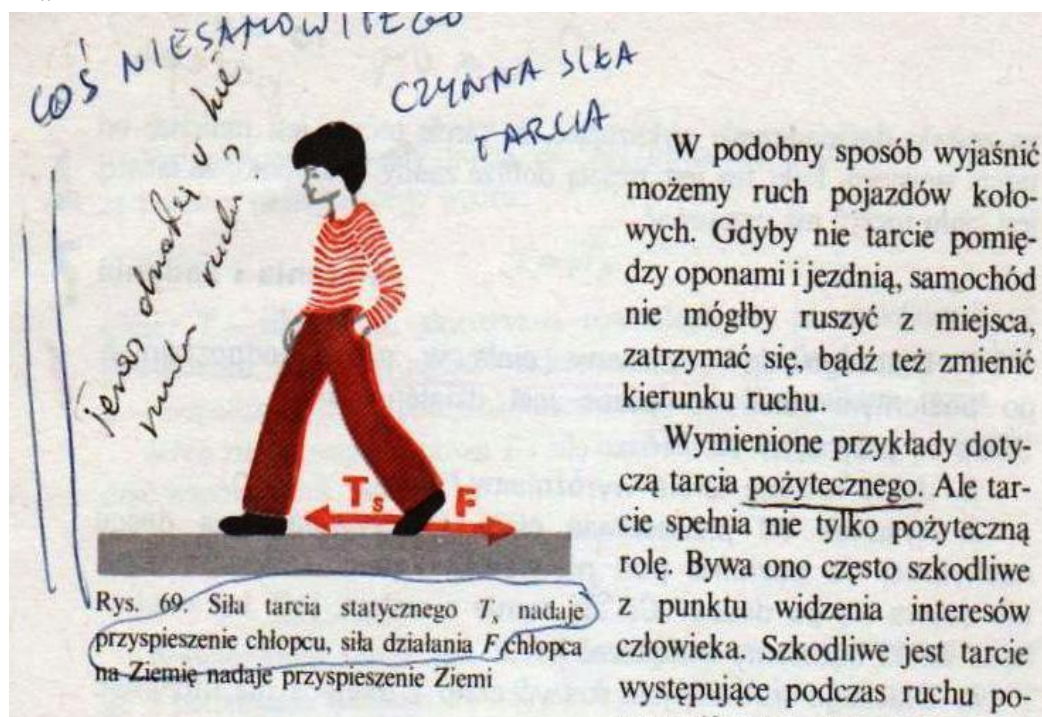 COŚ NIESAMOWITEGO
CZYNNA SIŁA
TARCIA
T_s
F
Rys. 69. Siła tarcia statycznego T_s nadaje
przyspieszenie chłopcu, siła działania F chłopca
na Ziemię nadaje przyspieszenie Ziemi
W podobny sposób wyjaśnić
możemy ruch pojazdów koło-
wych. Gdyby nie tarcie pomię-
dzy oponami i jezdnią, samochód
nie mógłby ruszyć z miejsca,
zatrzymać się, bądź też zmienić
kierunku ruchu.
Wymienione przykłady doty-
czą tarcia pożytecznego. Ale tar-
cie spełnia nie tylko pożyteczną
rolę. Bywa ono często szkodliwe
z punktu widzenia interesów
człowieka. Szkodliwe jest tarcie
występujące podczas ruchu po-